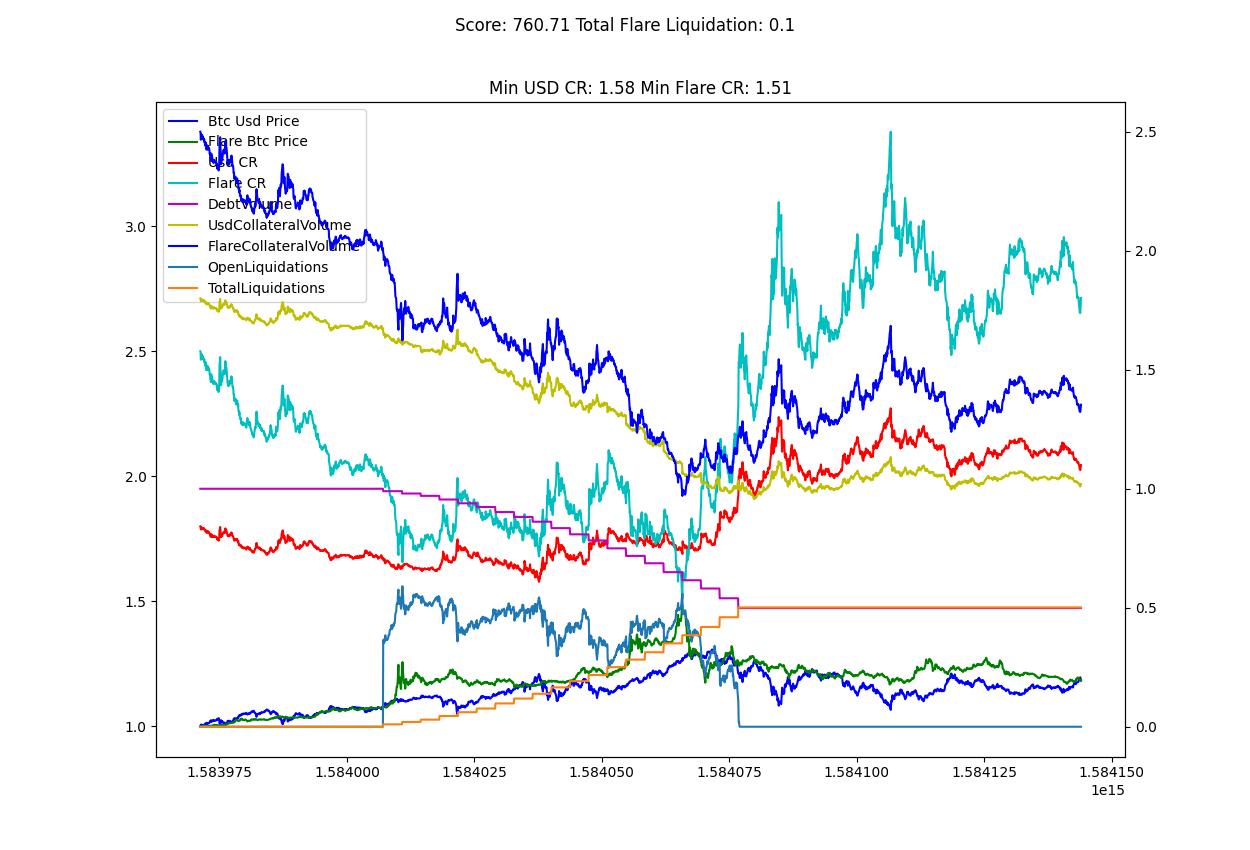 Score: 760.71 Total Flare Liquidation: 0.1
Min USD CR: 1.58 Min Flare CR: 1.51
Btc Usd Price
Flare Btc Price
Usd CR
Flare CR
DebtVolume
UsdCollateralVolume
FlareCollateralVolume
OpenLiquidations
TotalLiquidations
3.0
2.5
2.0
1.5
1.0
2.5
2.0
1.5
1.0
0.5
0.0
1.583975 1.584000 1.584025 1.584050 1.584075 1.584100 1.584125 1.584150
1e15